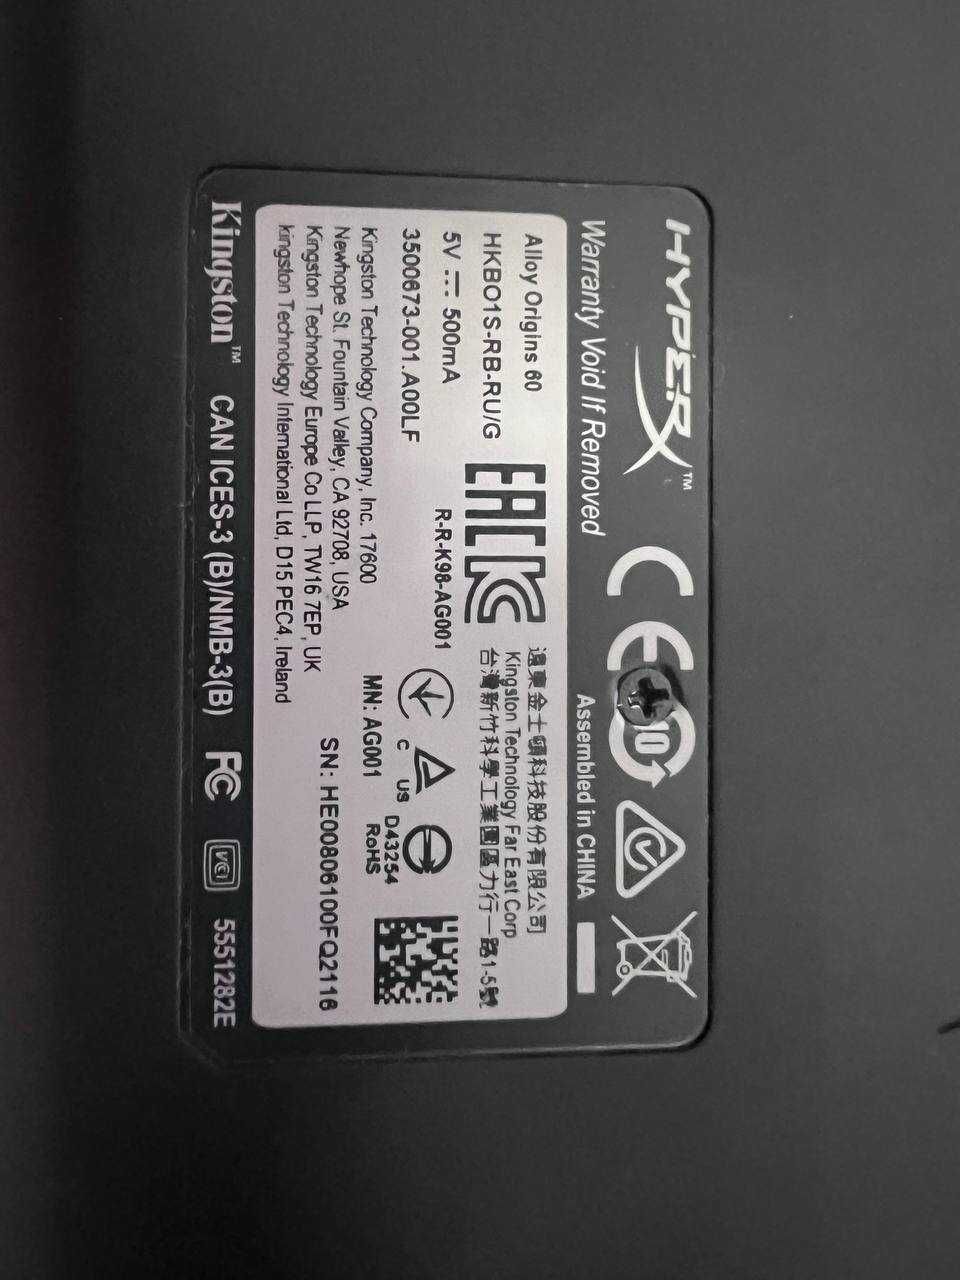 HYPERX™
Warranty Void If Removed
Assembled in CHINA
10
Alloy Origins 60
HKBO1S-RB-RU/G
5V ⎓ 500mA
3500673-001.A00LF
EAC
R-R-K98-AG001
遠東金士頓科技股份有限公司
Kingston Technology Far East Corp
台灣新竹科學工業園區力行一路1-5號
Kingston Technology Company, Inc. 17600
Newhope St. Fountain Valley, CA 92708, USA
Kingston Technology Europe Co LLP, TW16 7EP, UK
kingston Technology International Ltd, D15 PEC4, Ireland
C US
D43254
MN: AG001
RoHS
SN: HE00806100FQ2116
Kingston™ CAN ICES-3 (B)/NMB-3(B) FC VCI 5551282E